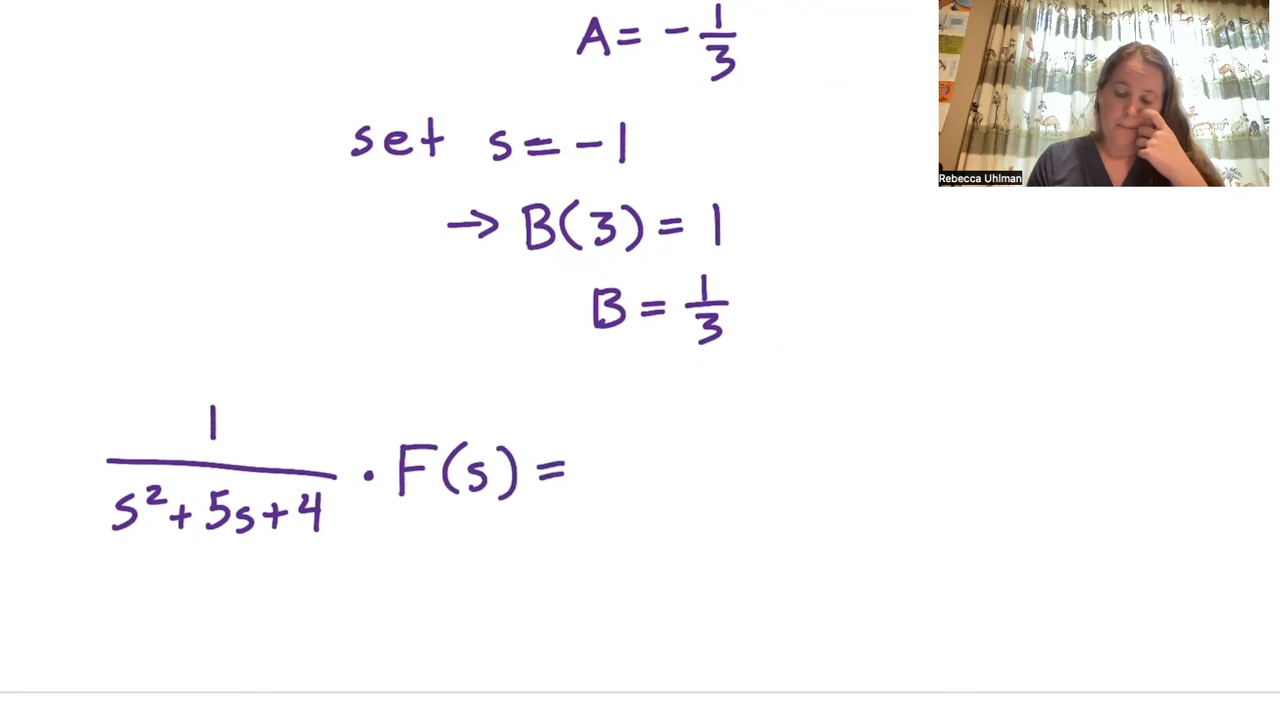 A = - 1/3
set s = -1
→ B(3) = 1
B = 1/3
1/(s² + 5s + 4) · F(s) =
Rebecca Uhlman